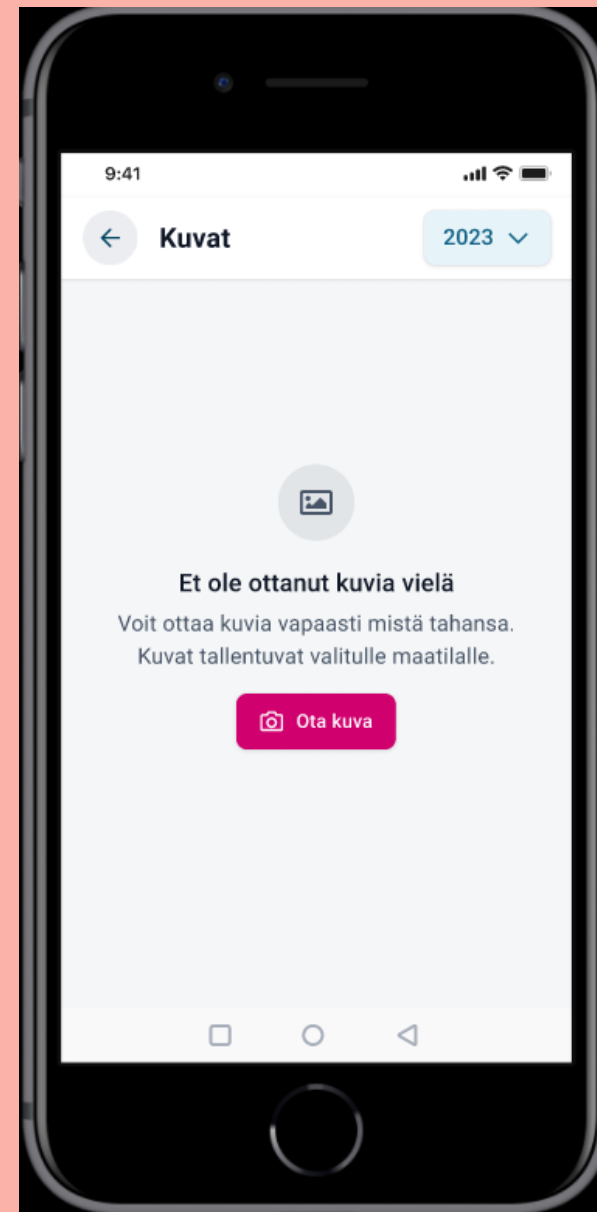 9:41
Kuvat
2023
Et ole ottanut kuvia vielä
Voit ottaa kuvia vapaasti mistä tahansa.
Kuvat tallentuvat valitulle maatilalle.
Ota kuva